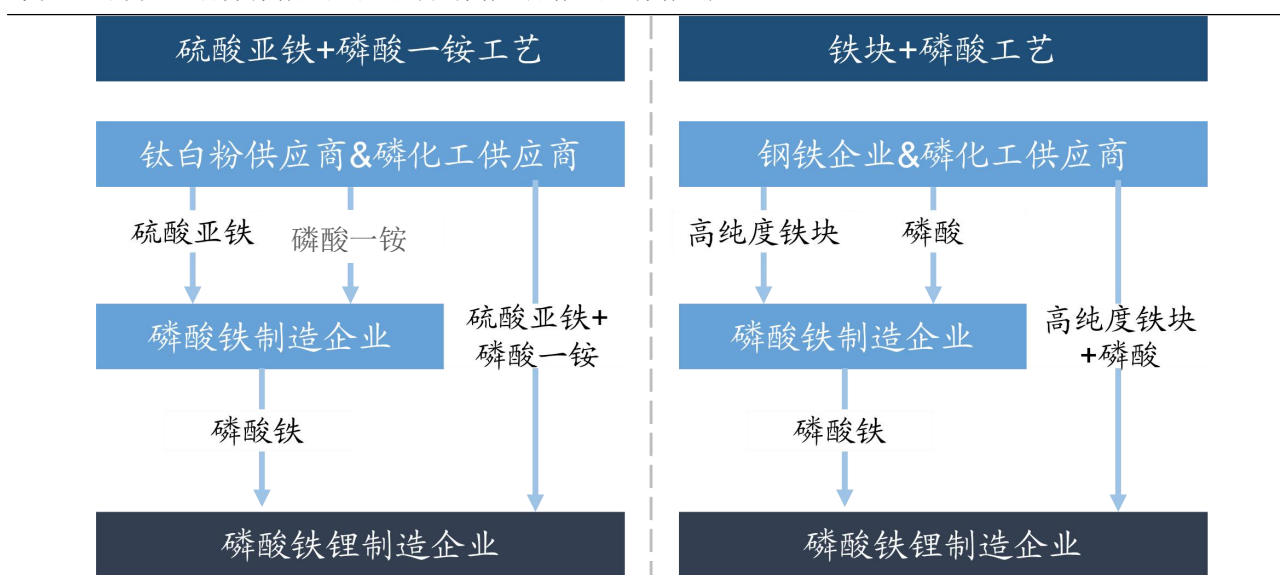 硫酸亚铁+磷酸一铵工艺
钛白粉供应商&磷化工供应商
硫酸亚铁
磷酸一铵
磷酸铁制造企业
硫酸亚铁+
磷酸一铵
磷酸铁
磷酸铁锂制造企业
铁块+磷酸工艺
钢铁企业&磷化工供应商
高纯度铁块
磷酸
磷酸铁制造企业
高纯度铁块
+磷酸
磷酸铁
磷酸铁锂制造企业